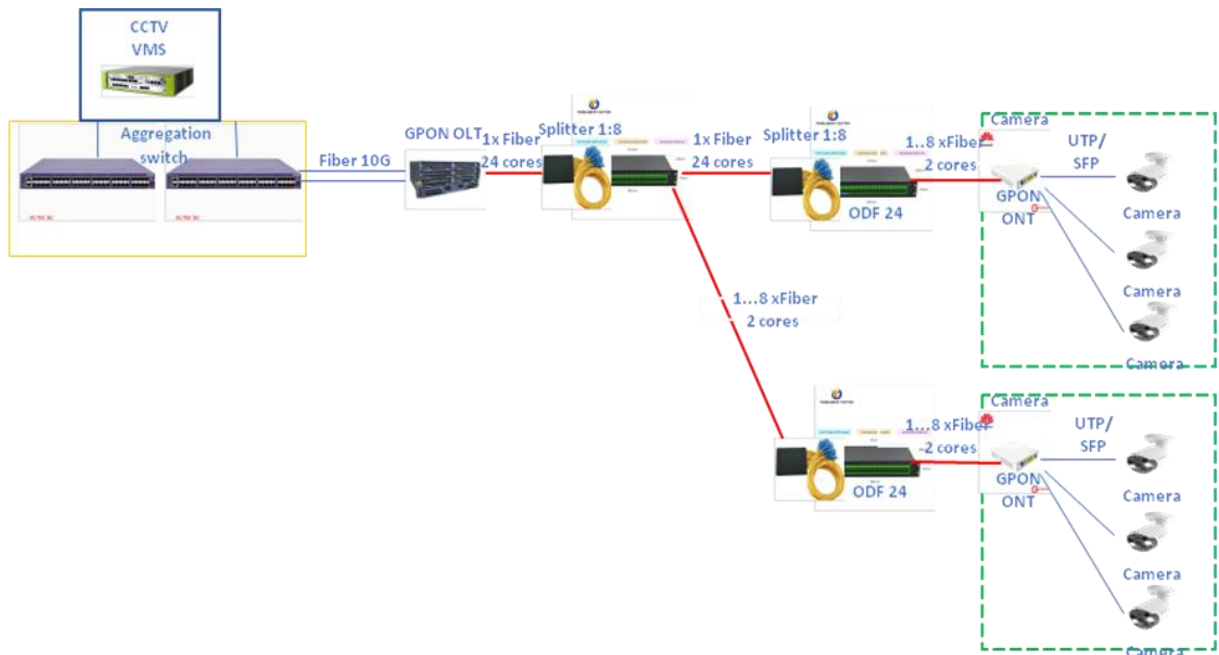 CCTV
VMS
Aggregation
switch
Fiber 10G
GPON OLT
1x Fiber
24 cores
Splitter 1:8
1x Fiber
24 cores
Splitter 1:8
ODF 24
1...8 xFiber
2 cores
Camera
GPON
ONT
UTP/
SFP
Camera
Camera
Camera
1...8 xFiber
2 cores
ODF 24
1...8 xFiber
2 cores
Camera
GPON
ONT
UTP/
SFP
Camera
Camera
Camera